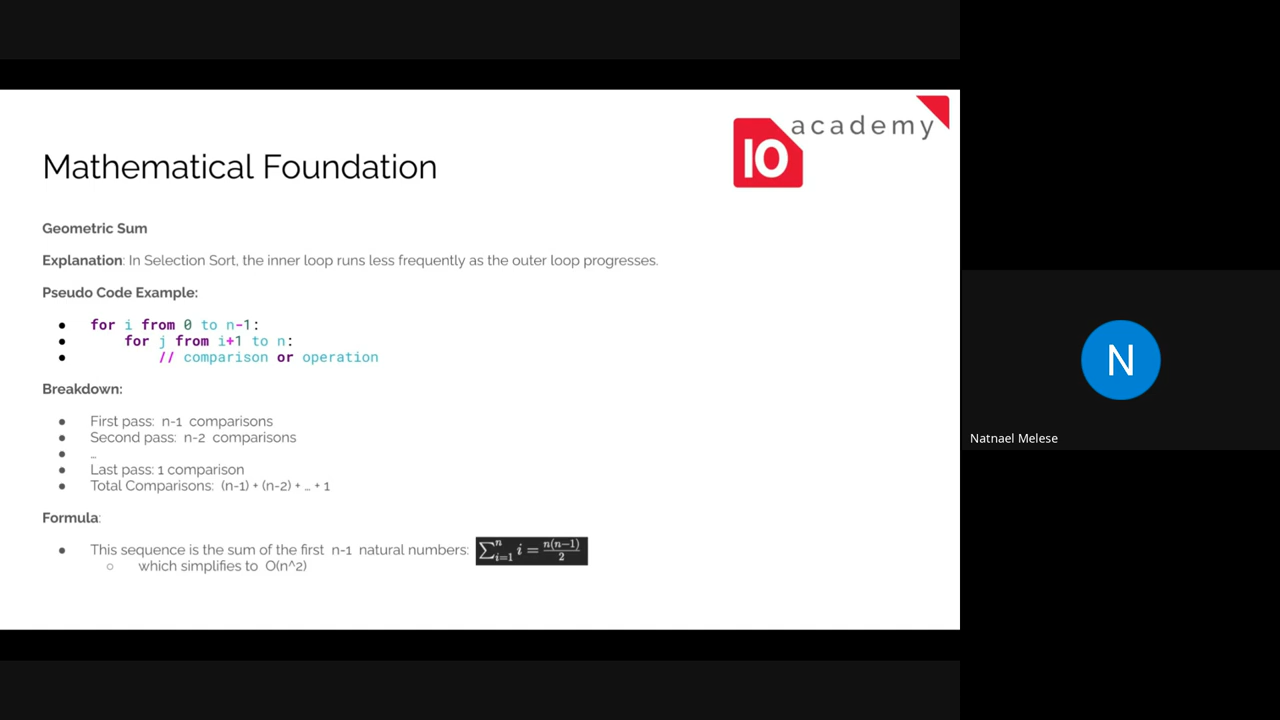 academy
10
Mathematical Foundation
Geometric Sum
Explanation: In Selection Sort, the inner loop runs less frequently as the outer loop progresses.
Pseudo Code Example:
● for i from 0 to n-1:
● for j from i+1 to n:
● // comparison or operation
Breakdown:
● First pass: n-1 comparisons
● Second pass: n-2 comparisons
● …
● Last pass: 1 comparison
● Total Comparisons: (n-1) + (n-2) + … + 1
Formula:
● This sequence is the sum of the first n-1 natural numbers: ∑_{i=1}^{n} i = n(n−1)/2
○ which simplifies to O(n^2)
N
Natnael Melese